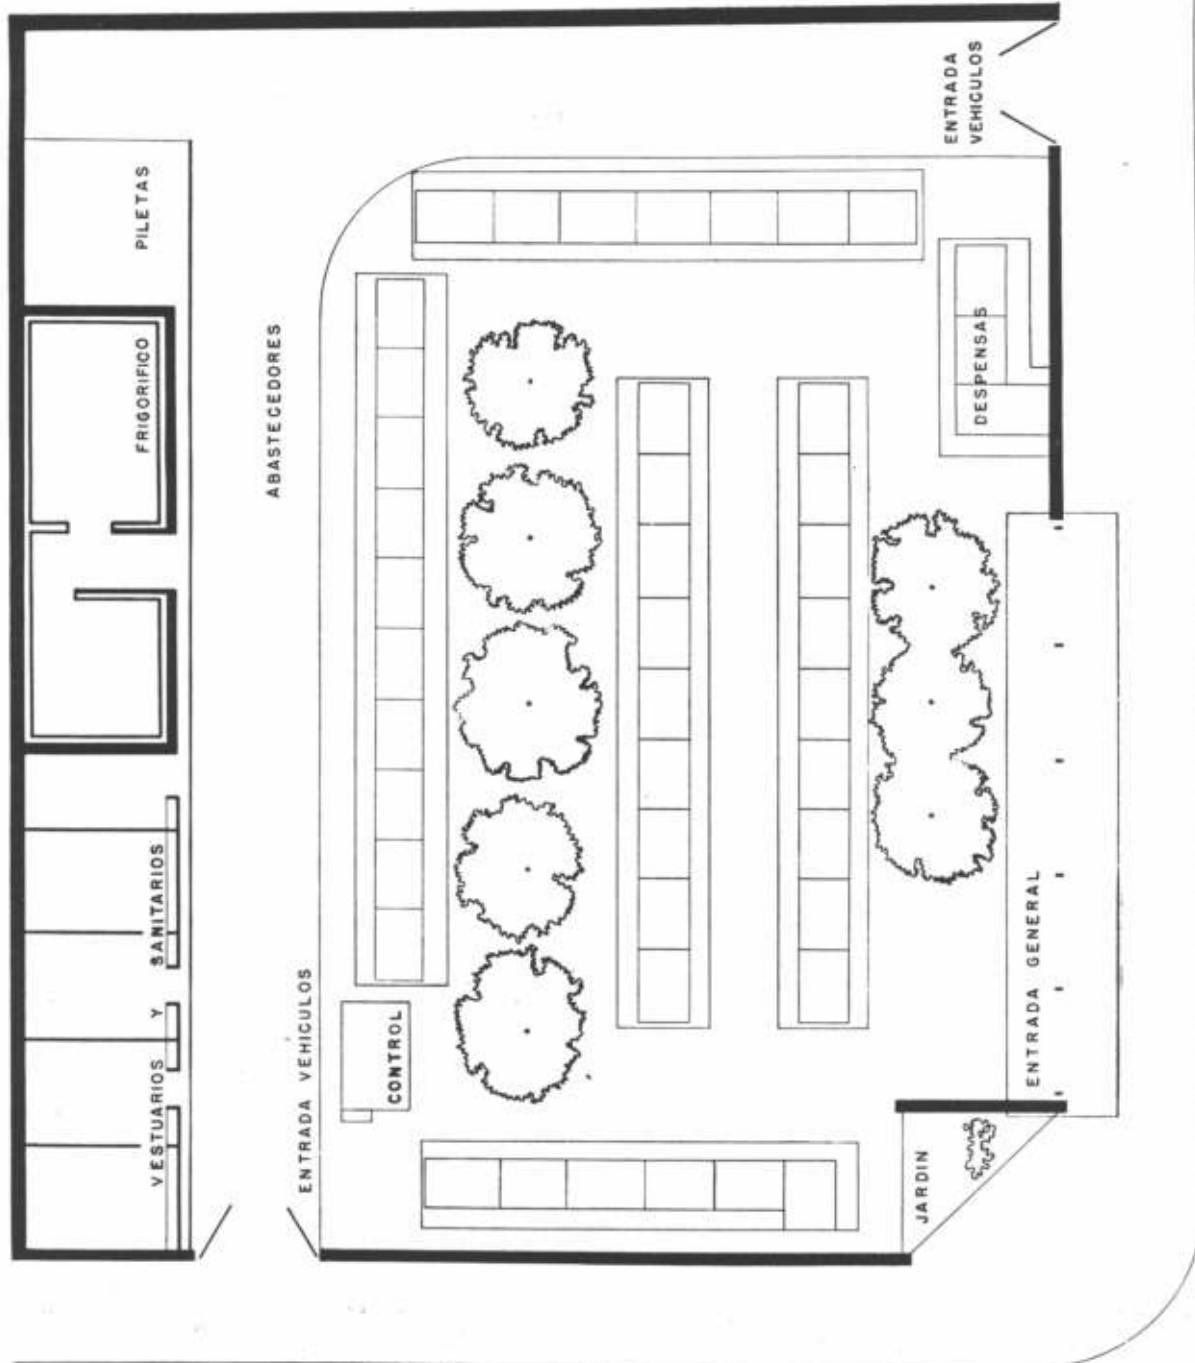 ENTRADA
VEHICULOS
PILETAS
FRIGORIFICO
ABASTECEDORES
DESPENSAS
VESTUARIOS Y SANITARIOS
ENTRADA VEHICULOS
CONTROL
ENTRADA GENERAL
JARDIN